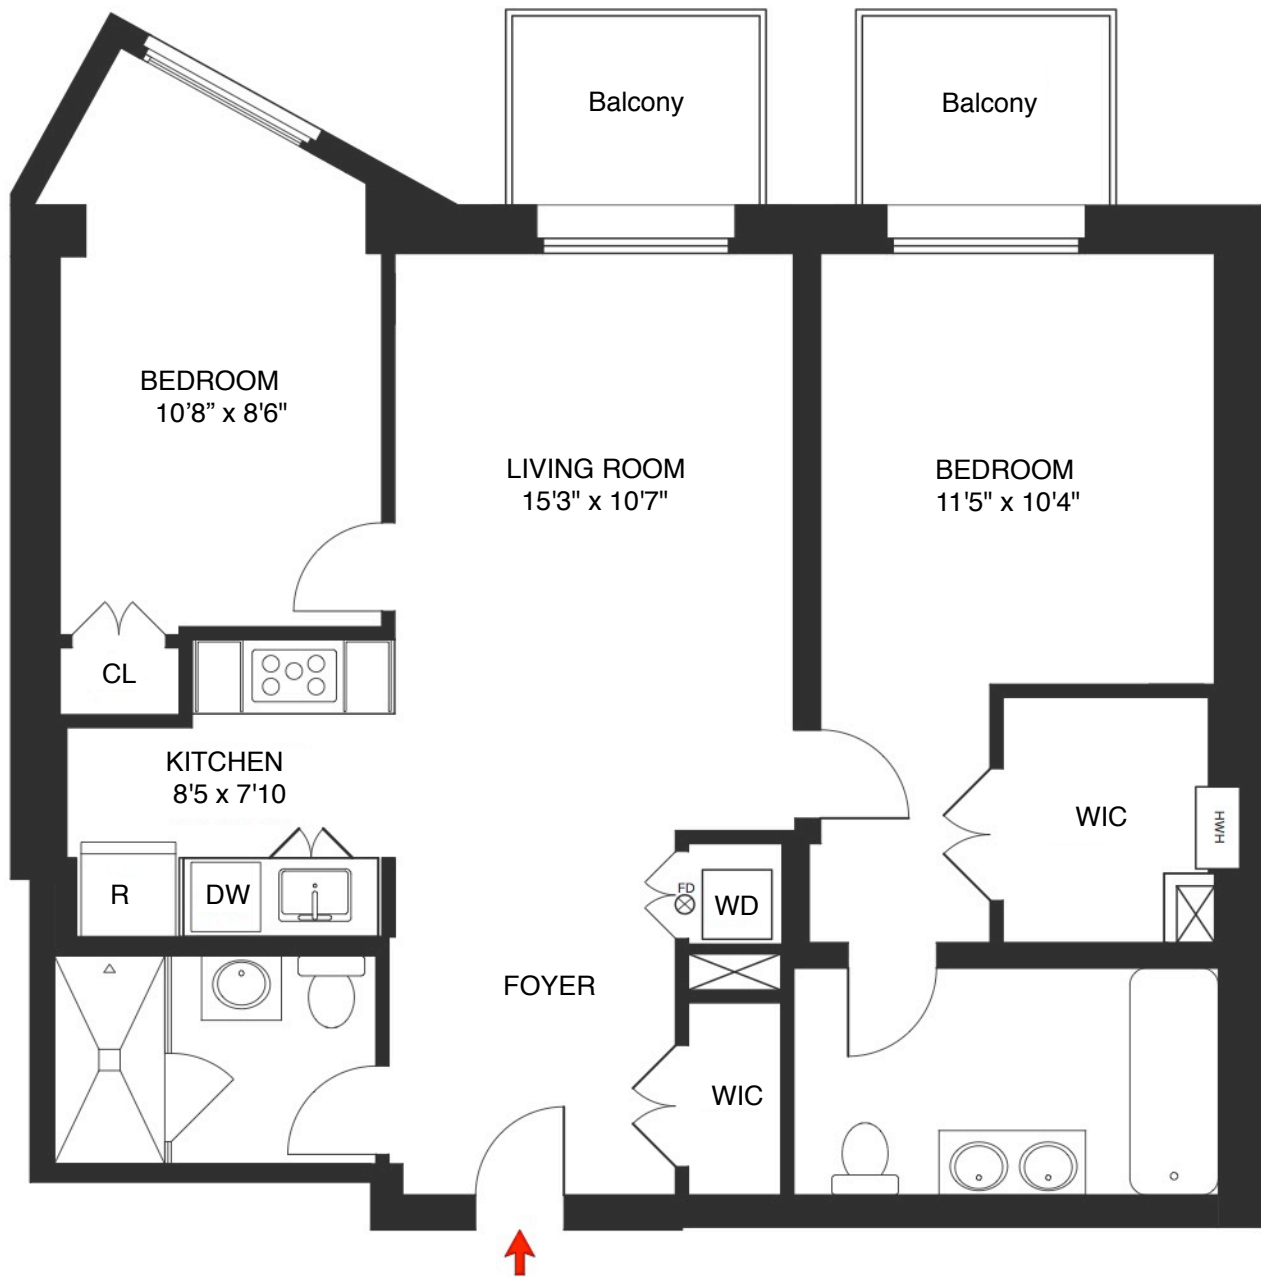 Balcony
Balcony
BEDROOM
10’8” x 8'6"
LIVING ROOM
15'3" x 10'7"
BEDROOM
11'5" x 10'4"
CL
KITCHEN
8'5 x 7'10
WIC
HWH
R
DW
FD
WD
FOYER
WIC